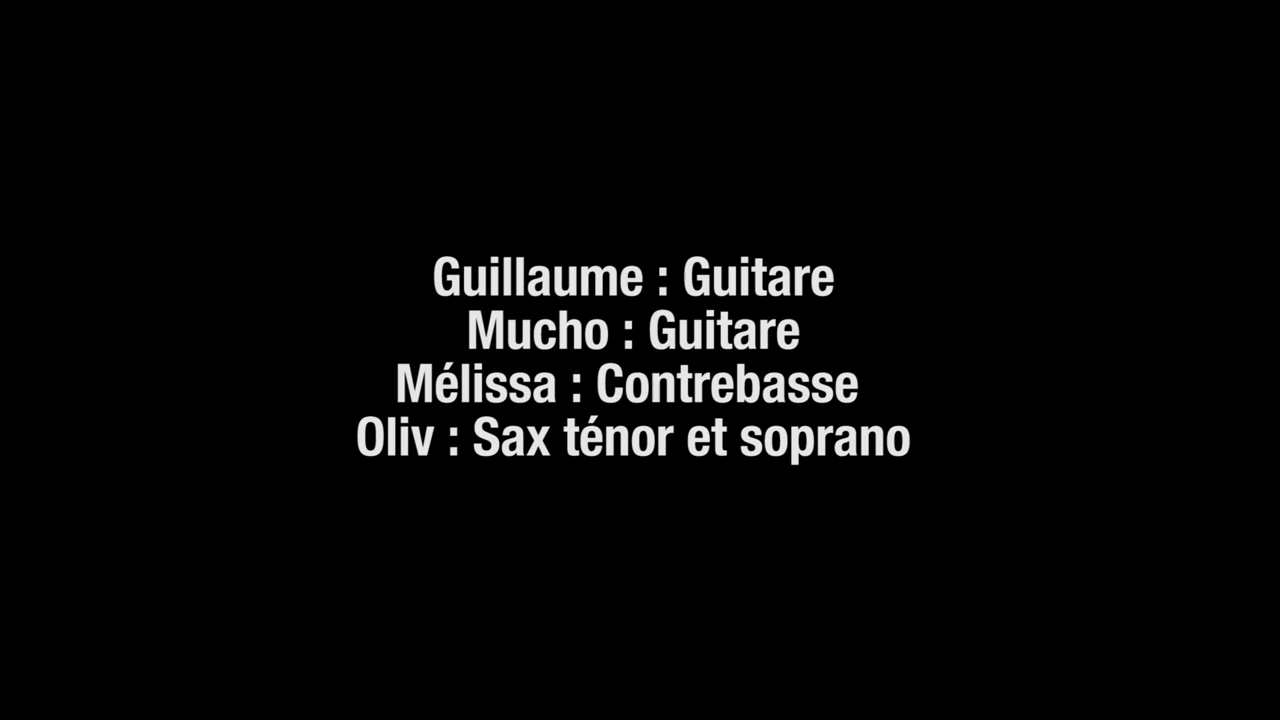 Guillaume : Guitare
Mucho : Guitare
Mélissa : Contrebasse
Oliv : Sax ténor et soprano